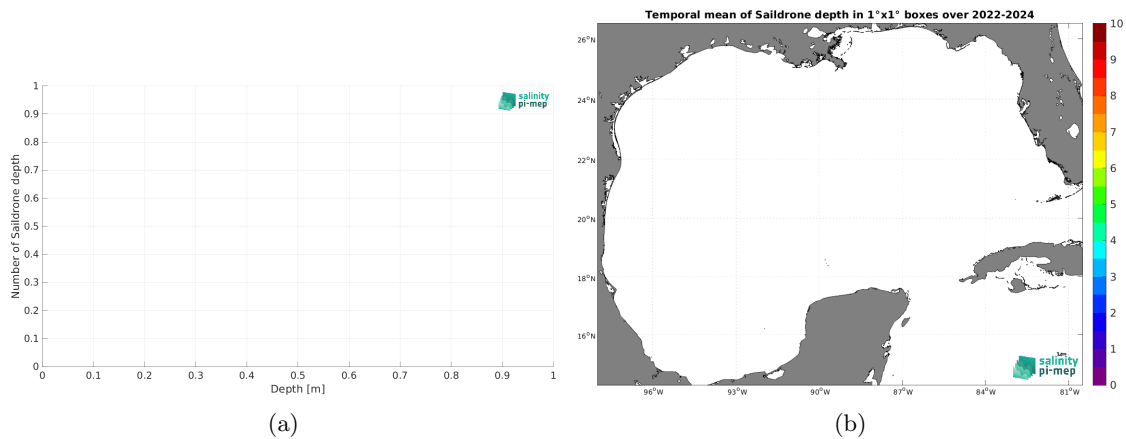 Temporal mean of Saildrone depth in 1°x1° boxes over 2022-2024
1
0.9
0.8
0.7
0.6
0.5
0.4
0.3
0.2
0.1
0
Number of Saildrone depth
0 0.1 0.2 0.3 0.4 0.5 0.6 0.7 0.8 0.9 1
Depth [m]
salinity
pi-mep
(a)
26°N
24°N
22°N
20°N
18°N
16°N
96°W 93°W 90°W 87°W 84°W 81°W
salinity
pi-mep
10
9
8
7
6
5
4
3
2
1
0
(b)